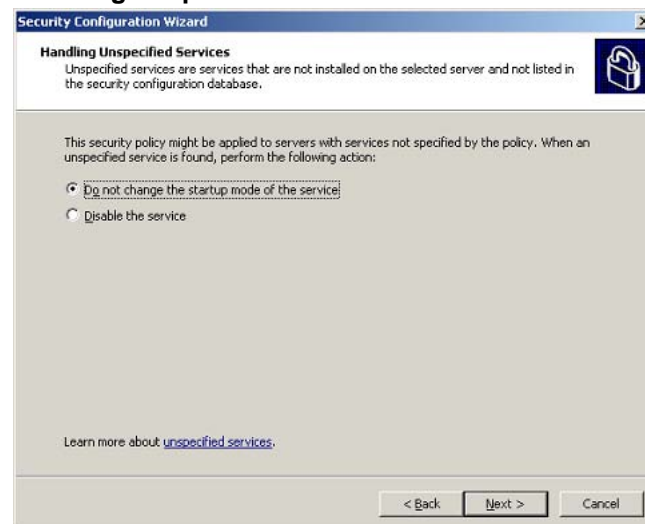 Security Configuration Wizard
Handling Unspecified Services
Unspecified services are services that are not installed on the selected server and not listed in
the security configuration database.
This security policy might be applied to servers with services not specified by the policy. When an
unspecified service is found, perform the following action:
Do not change the startup mode of the service
Disable the service
Learn more about unspecified services.
< Back Next > Cancel